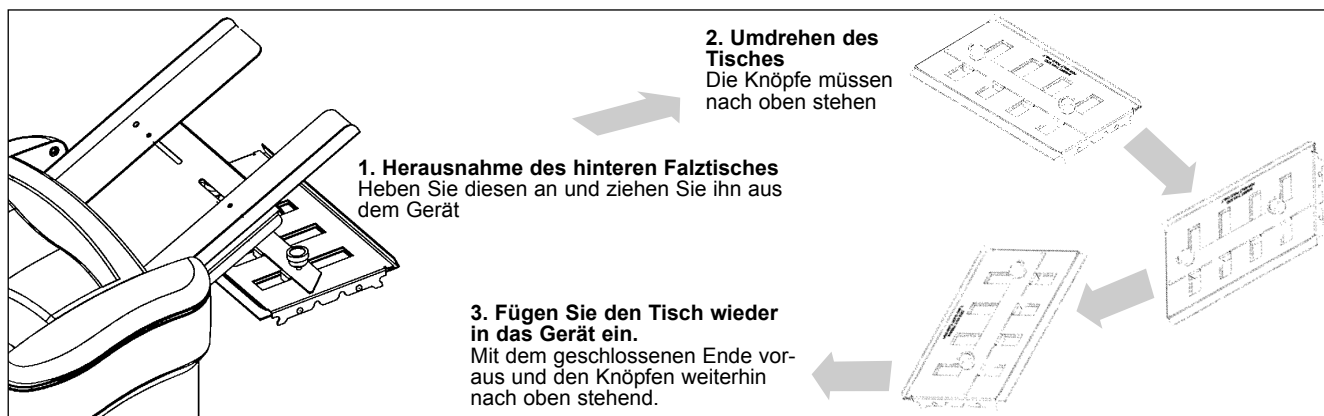 1. Herausnahme des hinteren Falztisches
Heben Sie diesen an und ziehen Sie ihn aus
dem Gerät
2. Umdrehen des
Tisches
Die Knöpfe müssen
nach oben stehen
3. Fügen Sie den Tisch wieder
in das Gerät ein.
Mit dem geschlossenen Ende vor-
aus und den Knöpfen weiterhin
nach oben stehend.